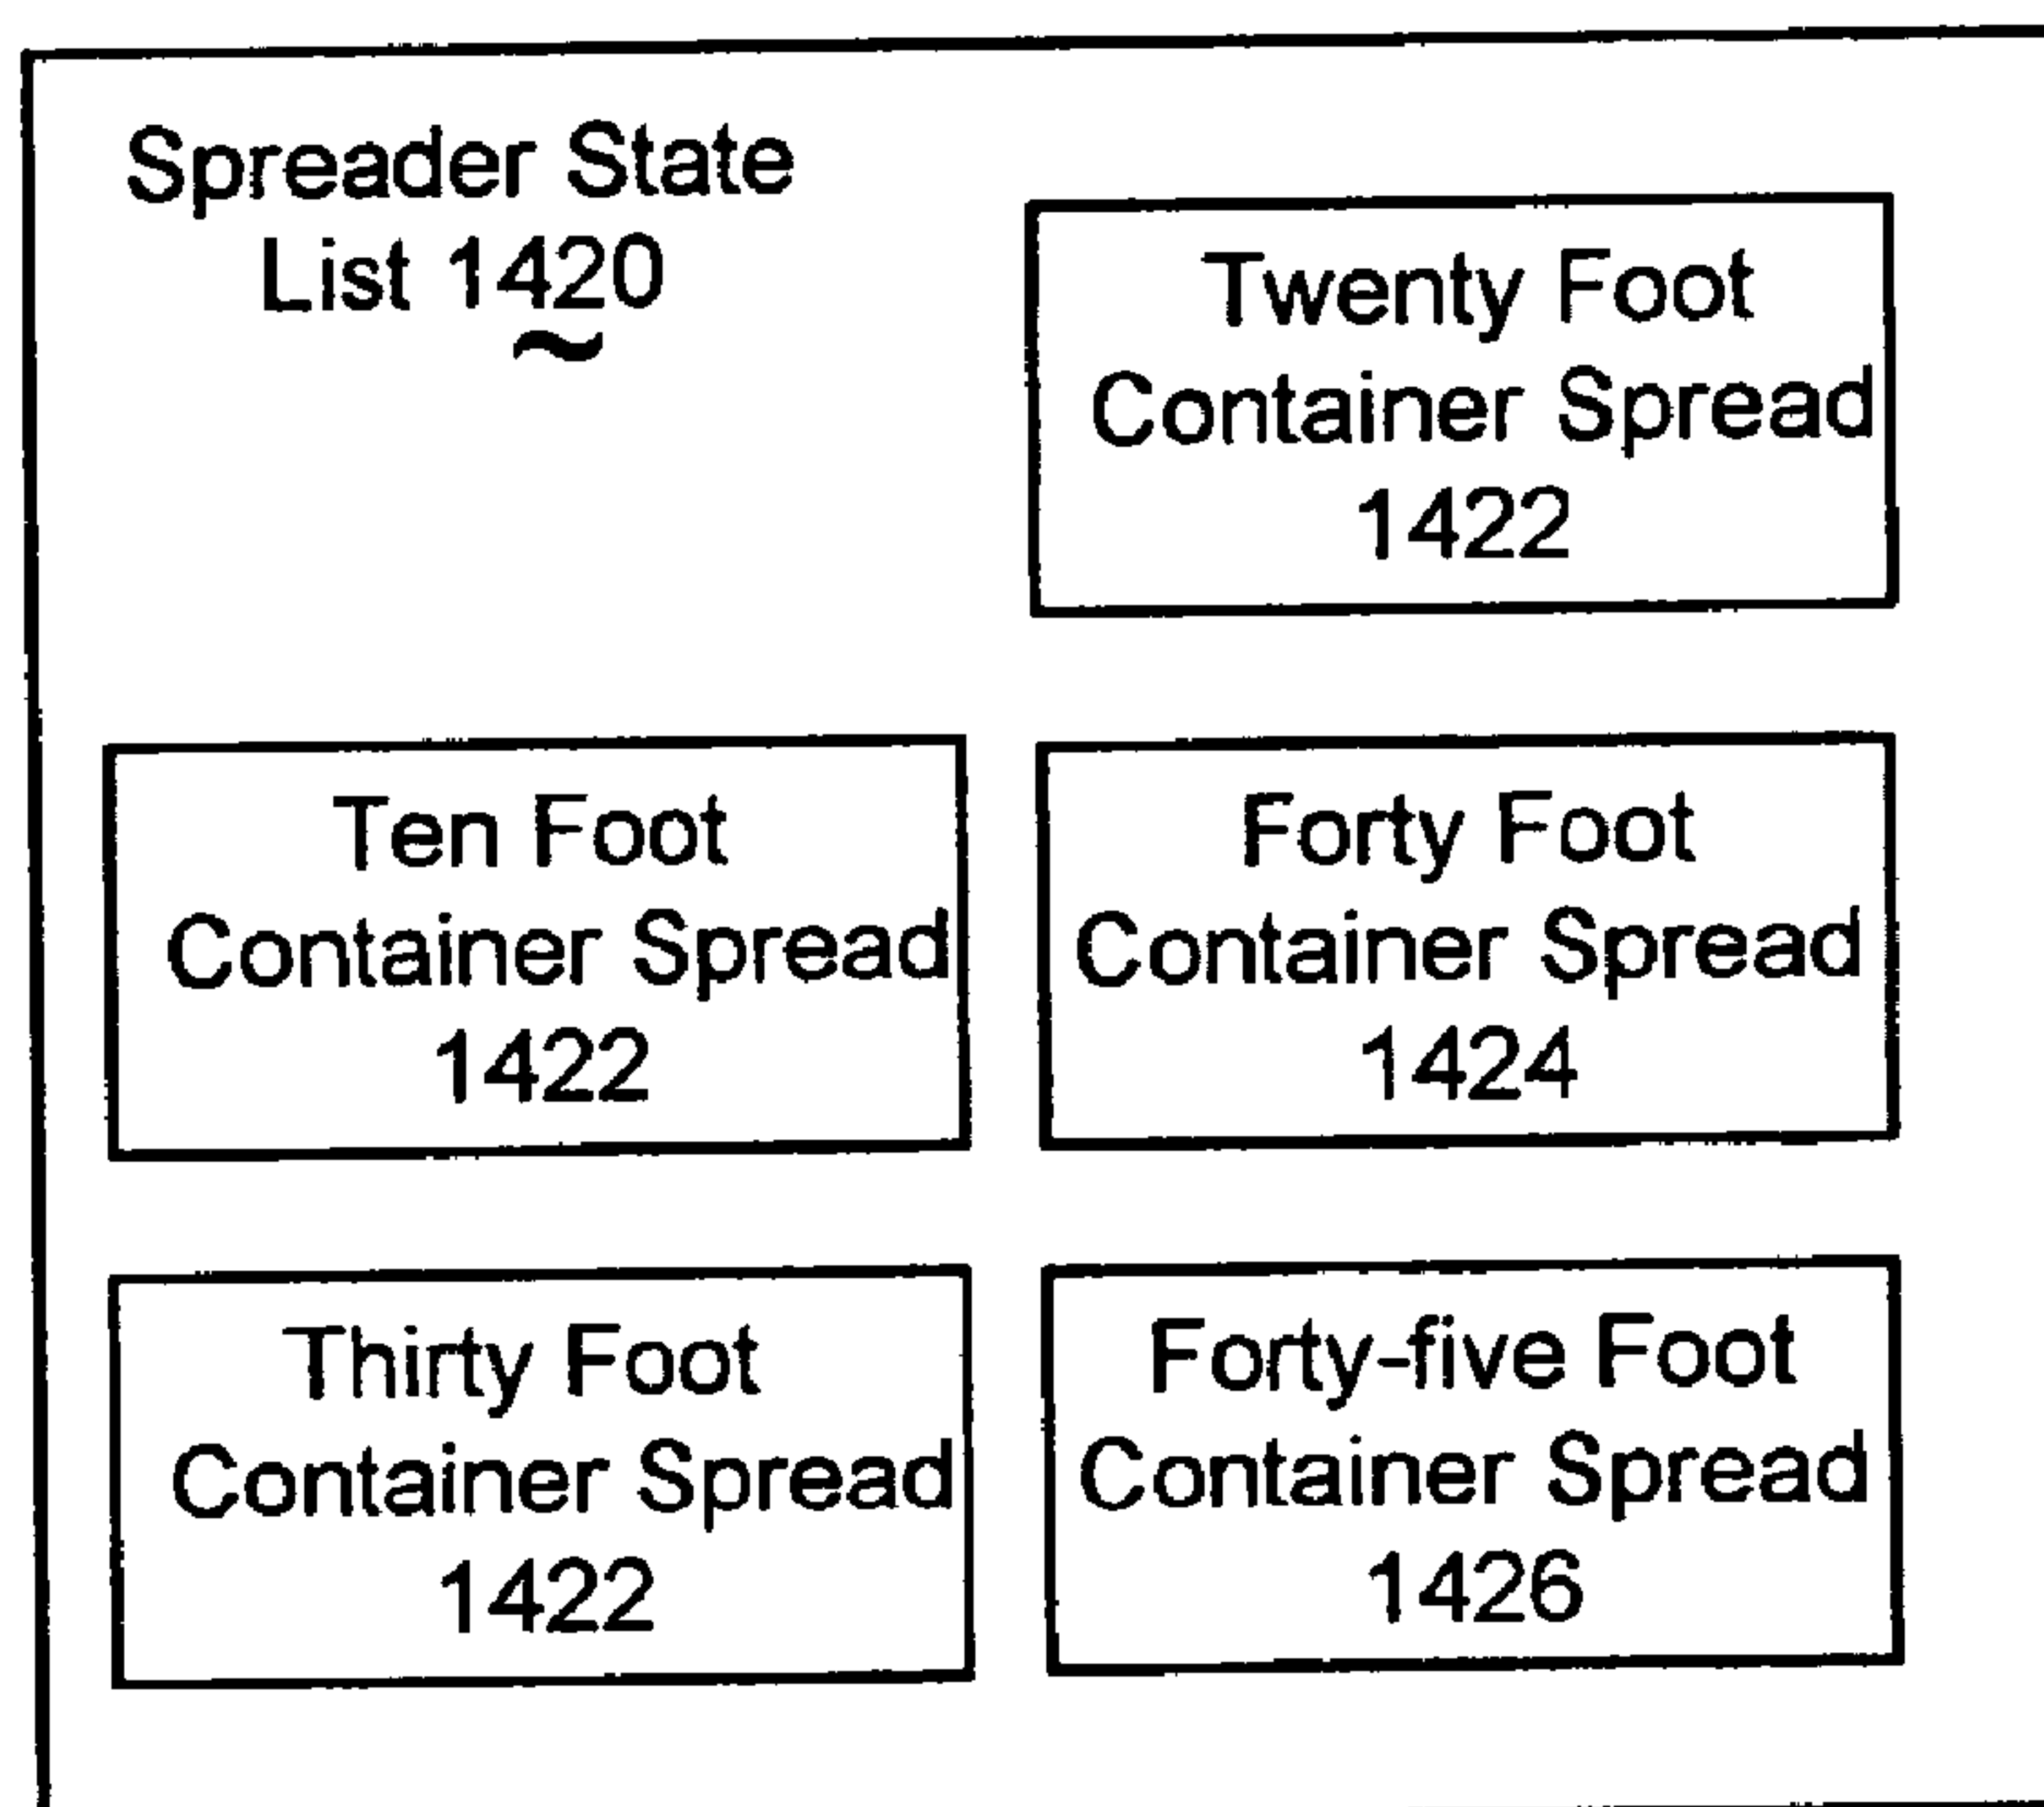 Spreader State
List 1420
Twenty Foot
Container Spread
1422
Ten Foot
Container Spread
1422
Forty Foot
Container Spread
1424
Thirty Foot
Container Spread
1422
Forty-five Foot
Container Spread
1426